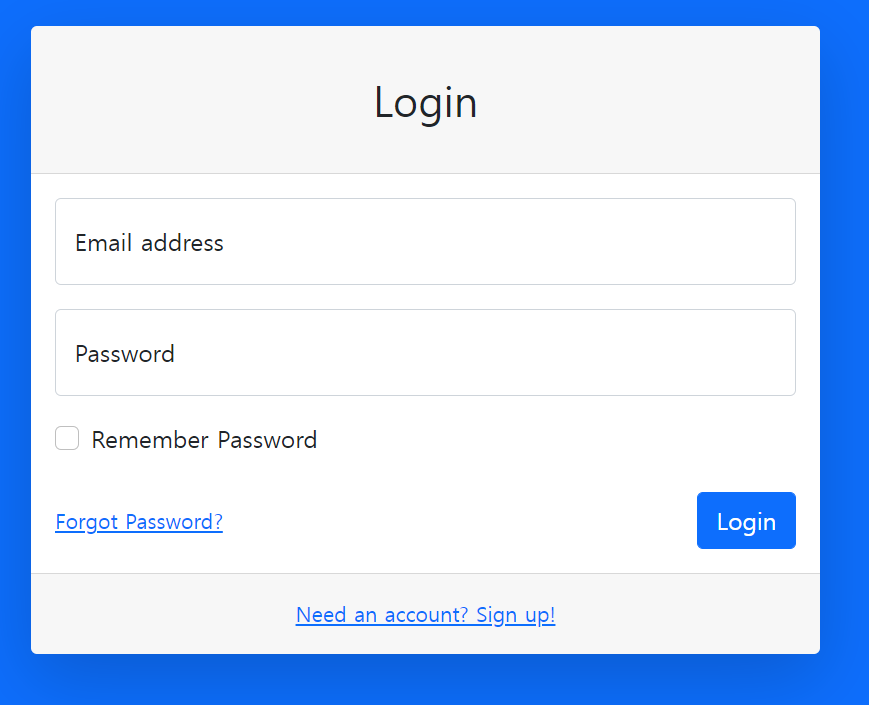 Login
Email address
Password
Remember Password
Forgot Password?
Login
Need an account? Sign up!